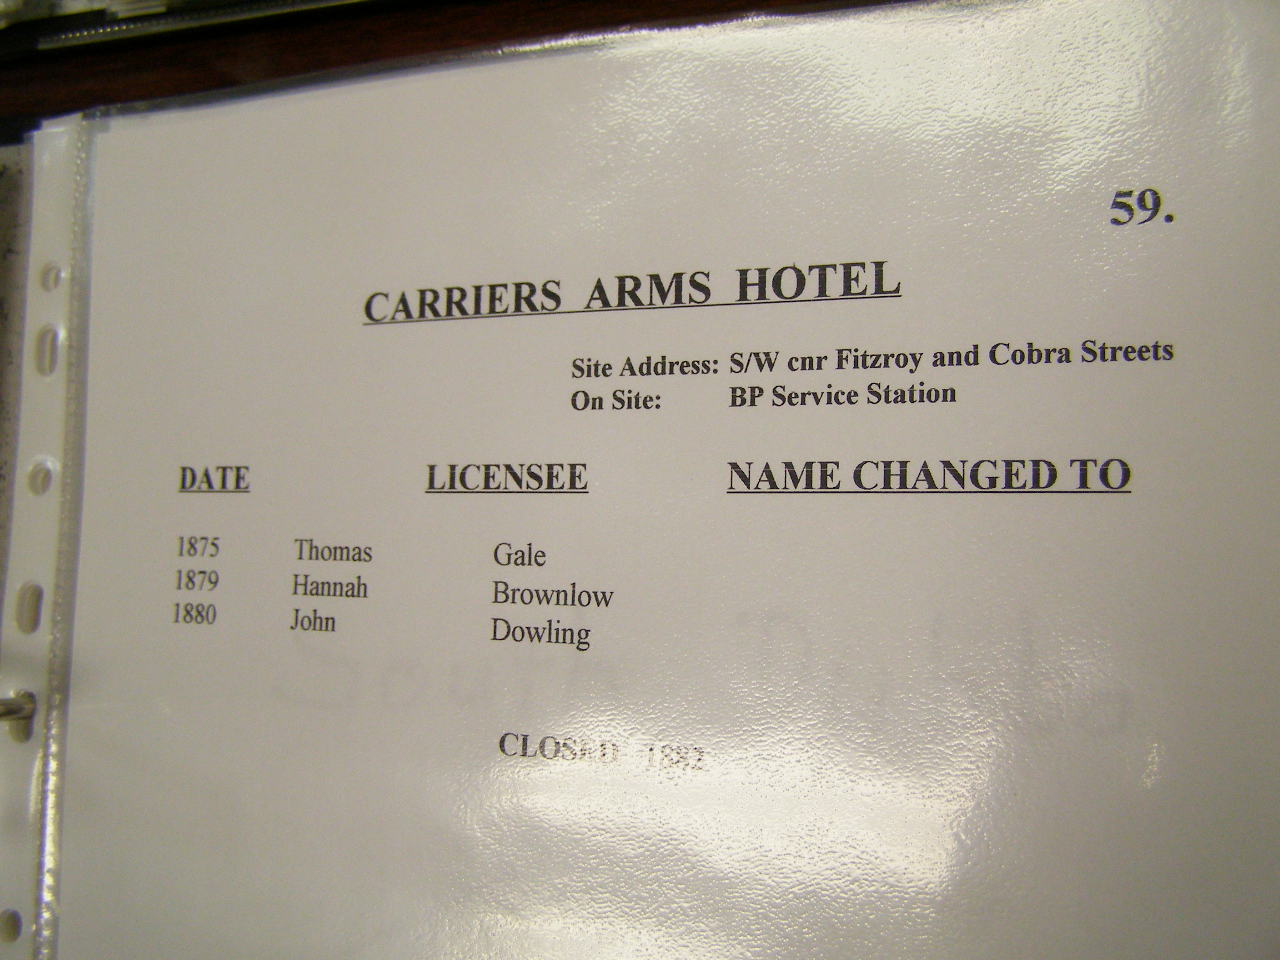 59.
CARRIERS ARMS HOTEL
Site Address: S/W cnr Fitzroy and Cobra Streets
On Site: BP Service Station
DATE LICENSEE NAME CHANGED TO
1875 Thomas Gale
1879 Hannah Brownlow
1880 John Dowling
CLOSED 1882